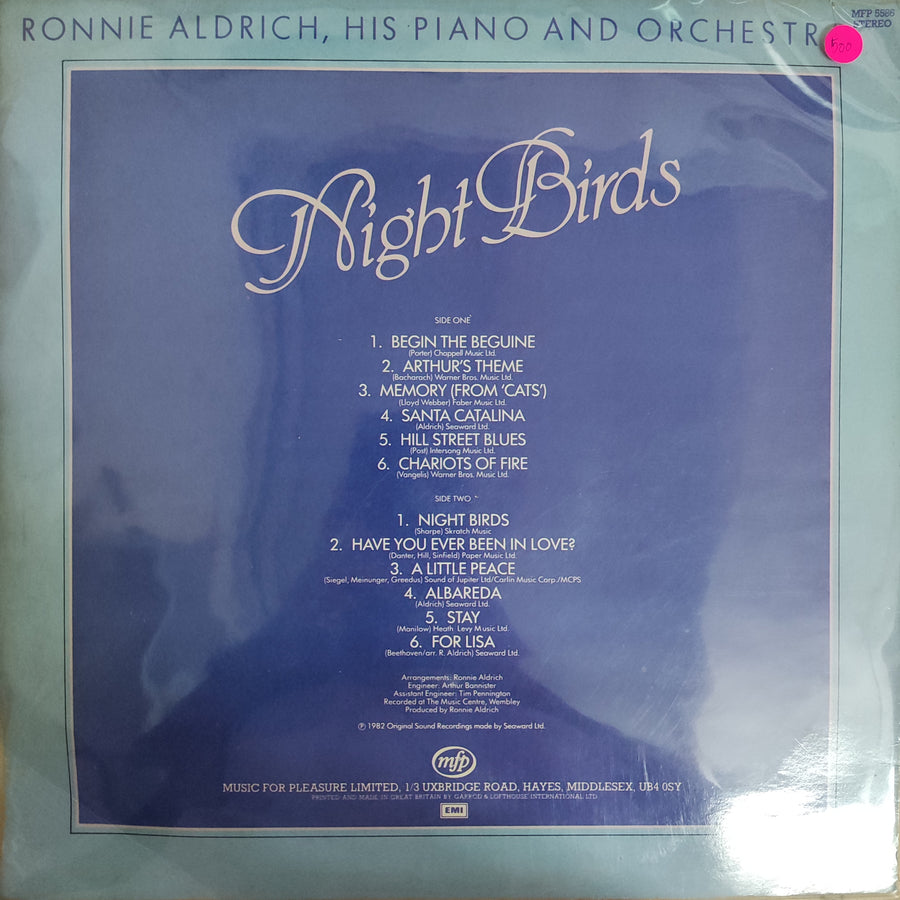 RONNIE ALDRICH, HIS PIANO AND ORCHESTR
MFP 5586
STEREO
500
Night Birds
SIDE ONE
1. BEGIN THE BEGUINE
(Porter) Chappell Music Ltd.
2. ARTHUR'S THEME
(Bacharach) Warner Bros. Music Ltd.
3. MEMORY (FROM 'CATS')
(Lloyd Webber) Faber Music Ltd.
4. SANTA CATALINA
(Aldrich) Seaward Ltd.
5. HILL STREET BLUES
(Post) Intersong Music Ltd.
6. CHARIOTS OF FIRE
(Vangelis) Warner Bros. Music Ltd.
SIDE TWO
1. NIGHT BIRDS
(Sharpe) Skratch Music
2. HAVE YOU EVER BEEN IN LOVE?
(Danter, Hill, Sinfield) Paper Music Ltd.
3. A LITTLE PEACE
(Siegel, Meinunger, Greedus) Sound of Jupiter Ltd/Carlin Music Corp./MCPS
4. ALBAREDA
(Aldrich) Seaward Ltd.
5. STAY
(Manilow) Heath Levy Music Ltd.
6. FOR LISA
(Beethoven/arr. R. Aldrich) Seaward Ltd.
Arrangements: Ronnie Aldrich
Engineer: Arthur Bannister
Assistant Engineer: Tim Pennington
Recorded at The Music Centre, Wembley
Produced by Ronnie Aldrich
℗ 1982 Original Sound Recordings made by Seaward Ltd.
mfp
MUSIC FOR PLEASURE LIMITED, 1/3 UXBRIDGE ROAD, HAYES, MIDDLESEX, UB4 0SY
PRINTED AND MADE IN GREAT BRITAIN BY GARROD & LOFTHOUSE INTERNATIONAL LTD.
EMI